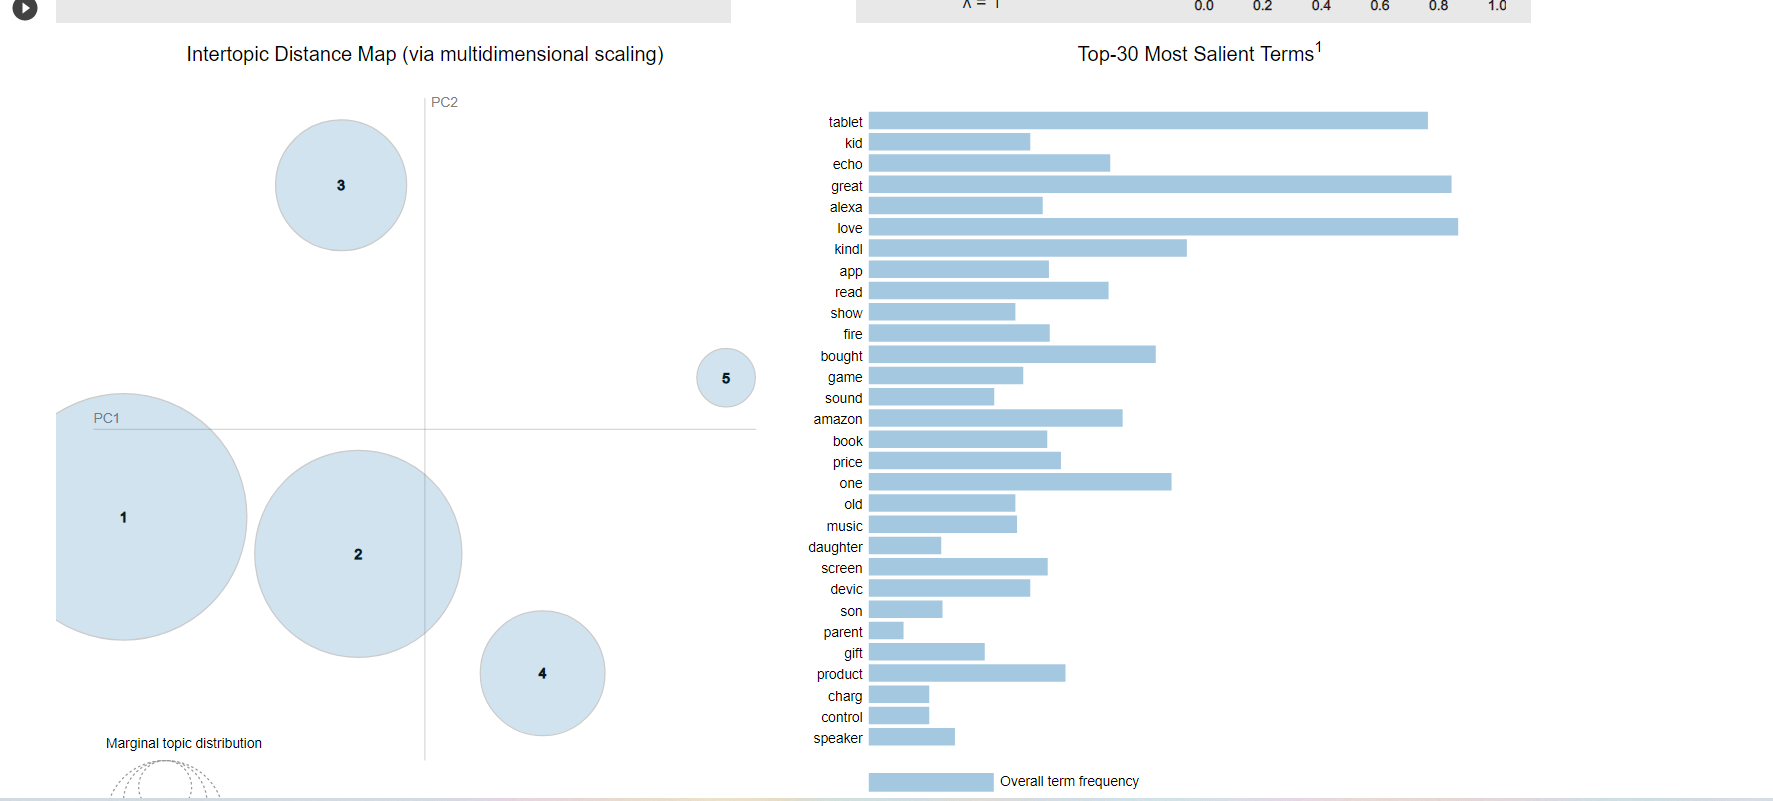 λ = 1
0.0 0.2 0.4 0.6 0.8 1.0
Intertopic Distance Map (via multidimensional scaling)
PC2
3
5
PC1
1
2
4
Marginal topic distribution
Top-30 Most Salient Terms1
tablet
kid
echo
great
alexa
love
kindl
app
read
show
fire
bought
game
sound
amazon
book
price
one
old
music
daughter
screen
devic
son
parent
gift
product
charg
control
speaker
Overall term frequency